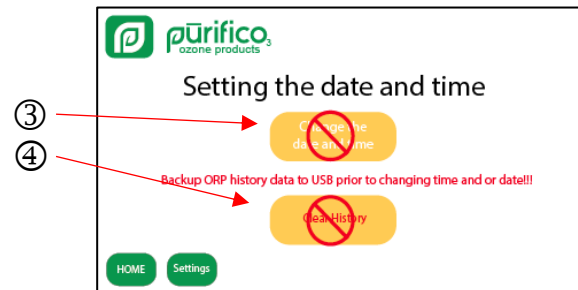 pūrifico3
ozone products
Setting the date and time
③
Change the
date and time
④
Backup ORP history data to USB prior to changing time and or date!!!
Clear History
HOME
Settings